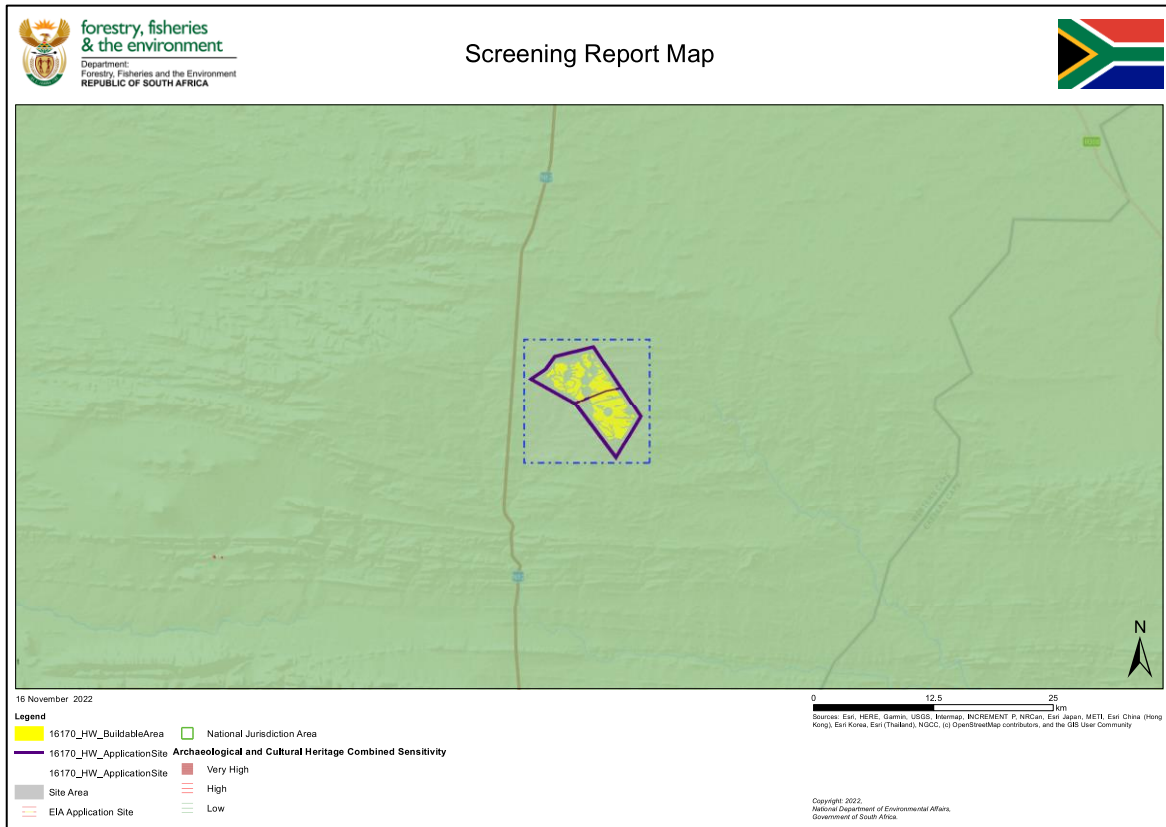 forestry, fisheries
& the environment
Department:
Forestry, Fisheries and the Environment
REPUBLIC OF SOUTH AFRICA
Screening Report Map
N
16 November 2022
0 12.5 25
km
Sources: Esri, HERE, Garmin, USGS, Intermap, INCREMENT P, NRCan, Esri Japan, METI, Esri China (Hong
Kong), Esri Korea, Esri (Thailand), NGCC, (c) OpenStreetMap contributors, and the GIS User Community
Legend
16170_HW_BuildableArea
16170_HW_ApplicationSite
16170_HW_ApplicationSite
Site Area
EIA Application Site
National Jurisdiction Area
Archaeological and Cultural Heritage Combined Sensitivity
Very High
High
Low
Copyright: 2022,
National Department of Environmental Affairs,
Government of South Africa.